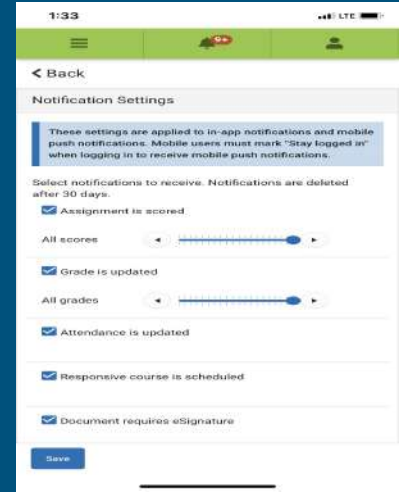 1:33
LTE
9+
Back
Notification Settings
These settings are applied to in-app notifications and mobile
push notifications. Mobile users must mark "Stay logged in"
when logging in to receive mobile push notifications.
Select notifications to receive. Notifications are deleted
after 30 days.
Assignment is scored
All scores
Grade is updated
All grades
Attendance is updated
Responsive course is scheduled
Document requires eSignature
Save